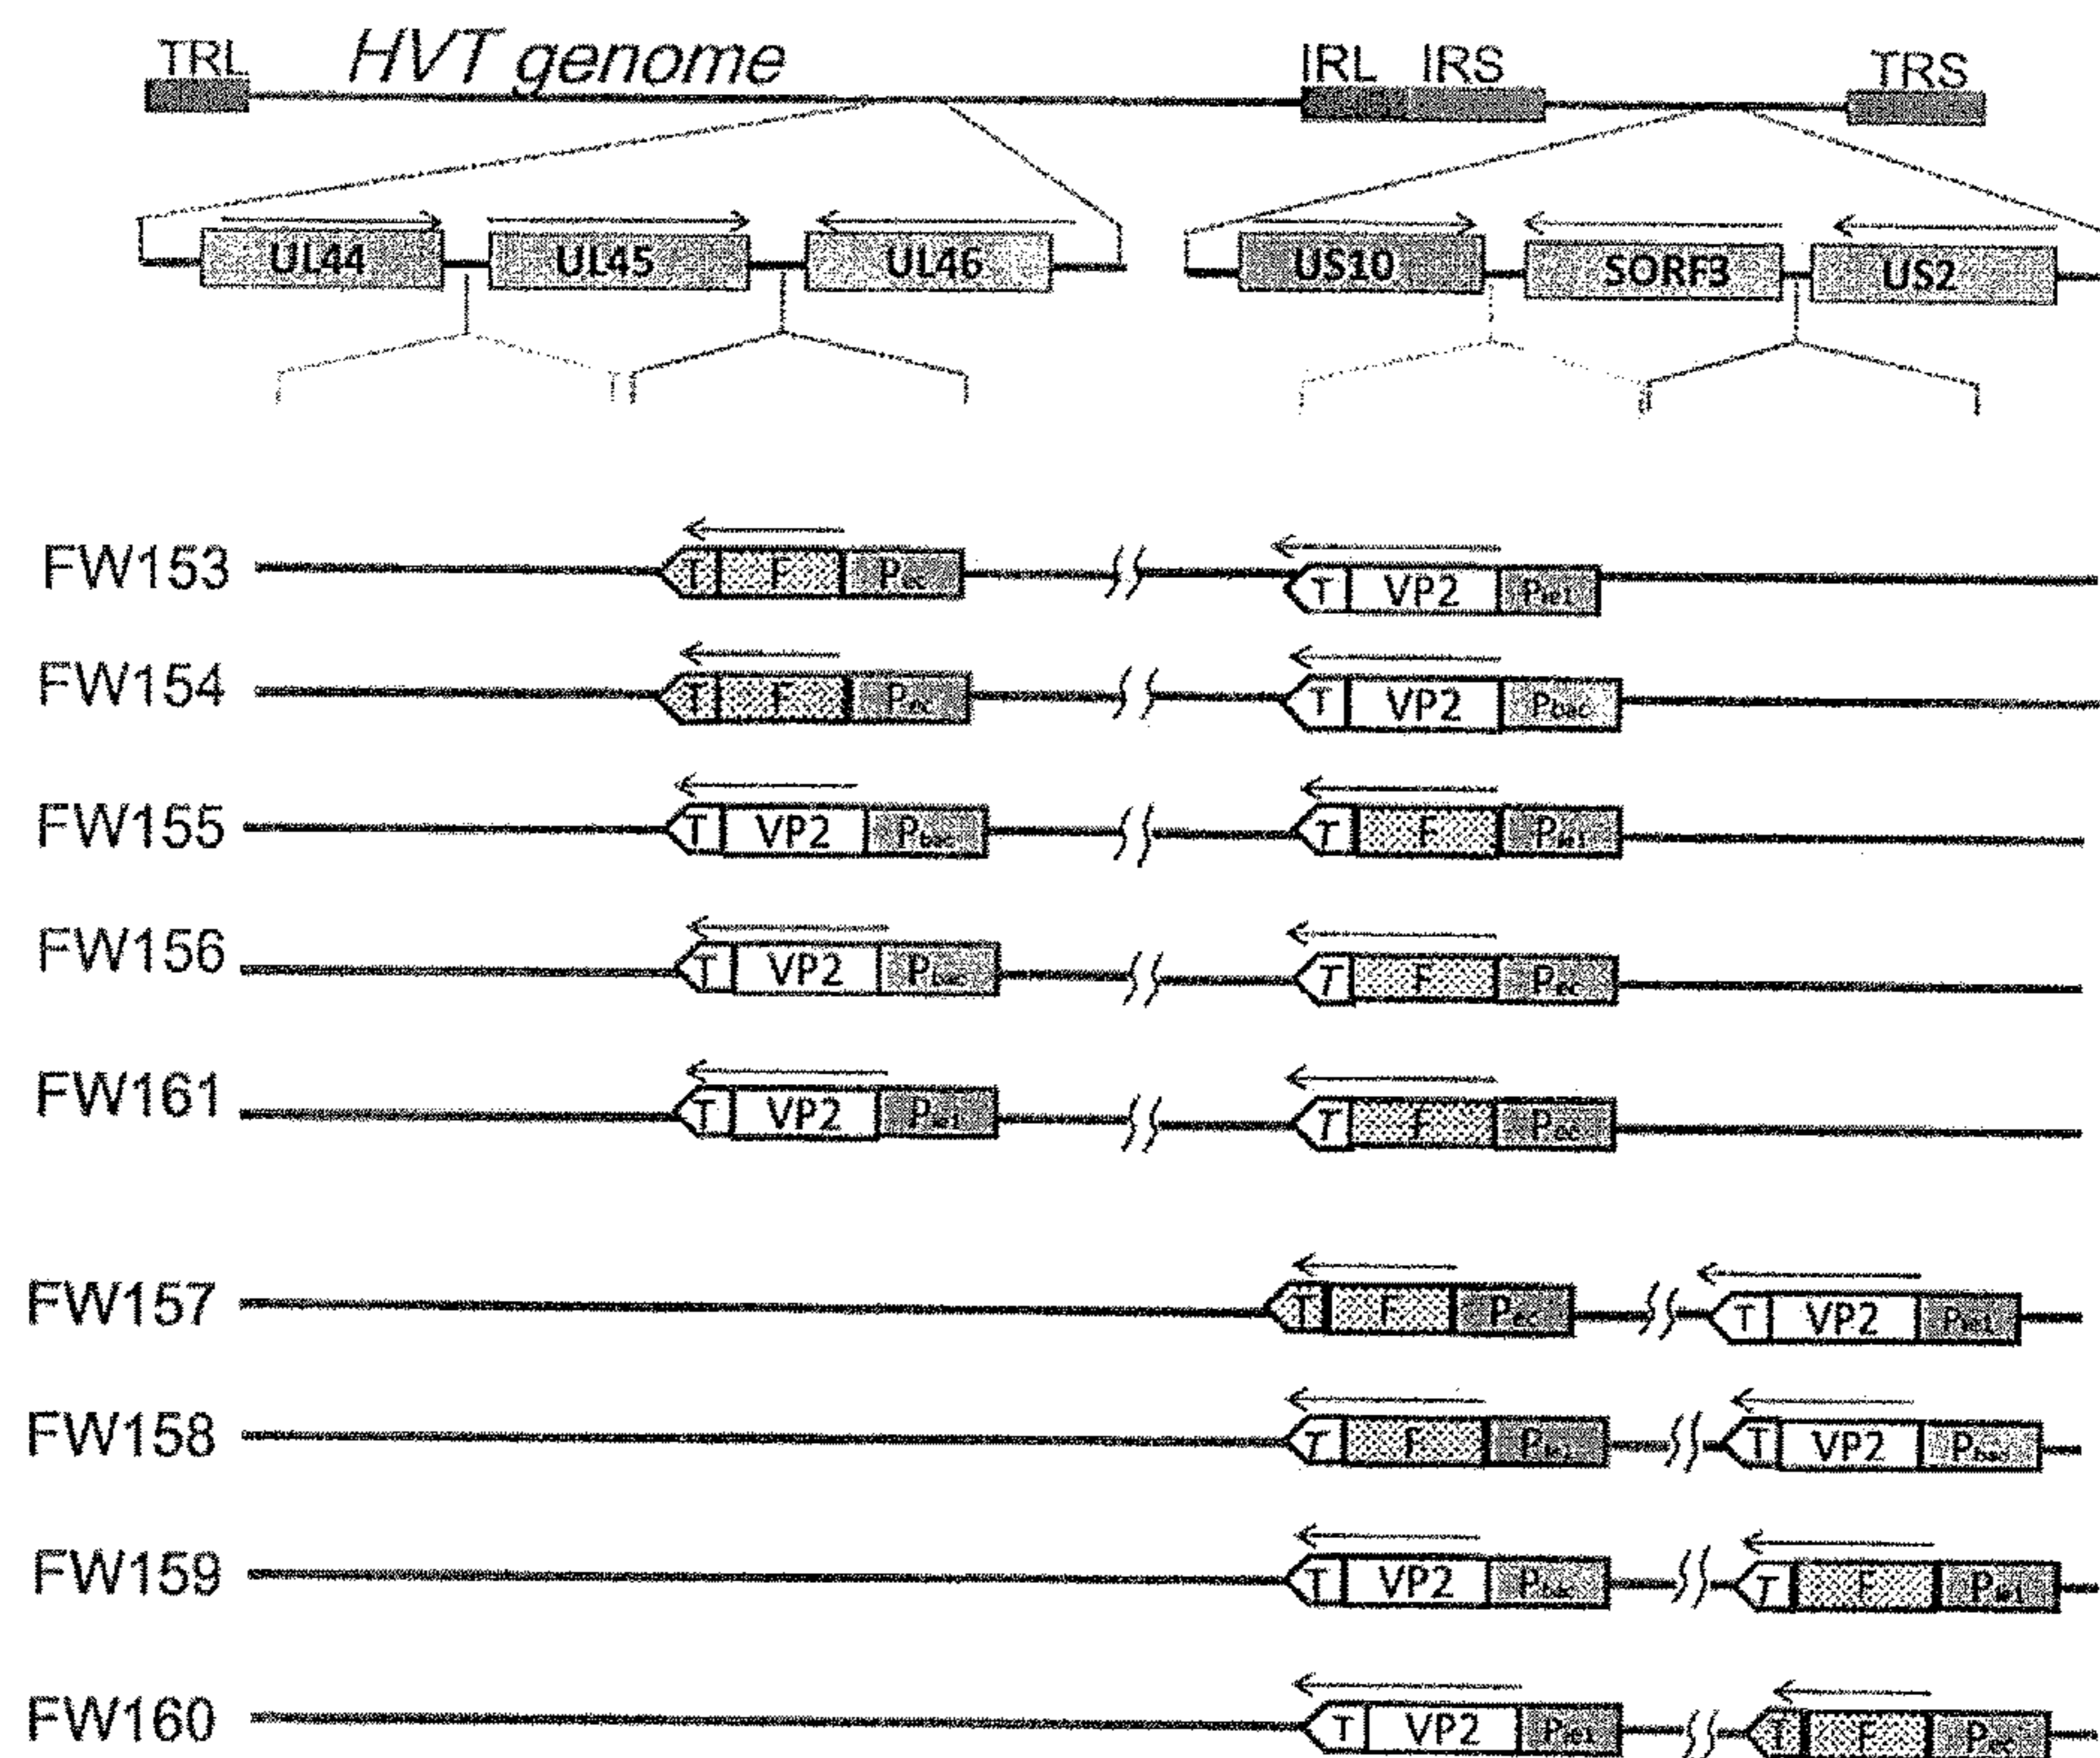 TRL HVT genome IRL IRS TRS
UL44 UL45 UL46 US10 SORF3 US2
FW153 T F Pec T VP2 Pie1
FW154 T F Pec T VP2 Pbac
FW155 T VP2 Pbac T F Pie1
FW156 T VP2 Pbac T F Pec
FW161 T VP2 Pie1 T F Pec
FW157 T F Pec T VP2 Pie1
FW158 T F Pie1 T VP2 Pbac
FW159 T VP2 Pbac T F Pie1
FW160 T VP2 Pie1 T F Pec